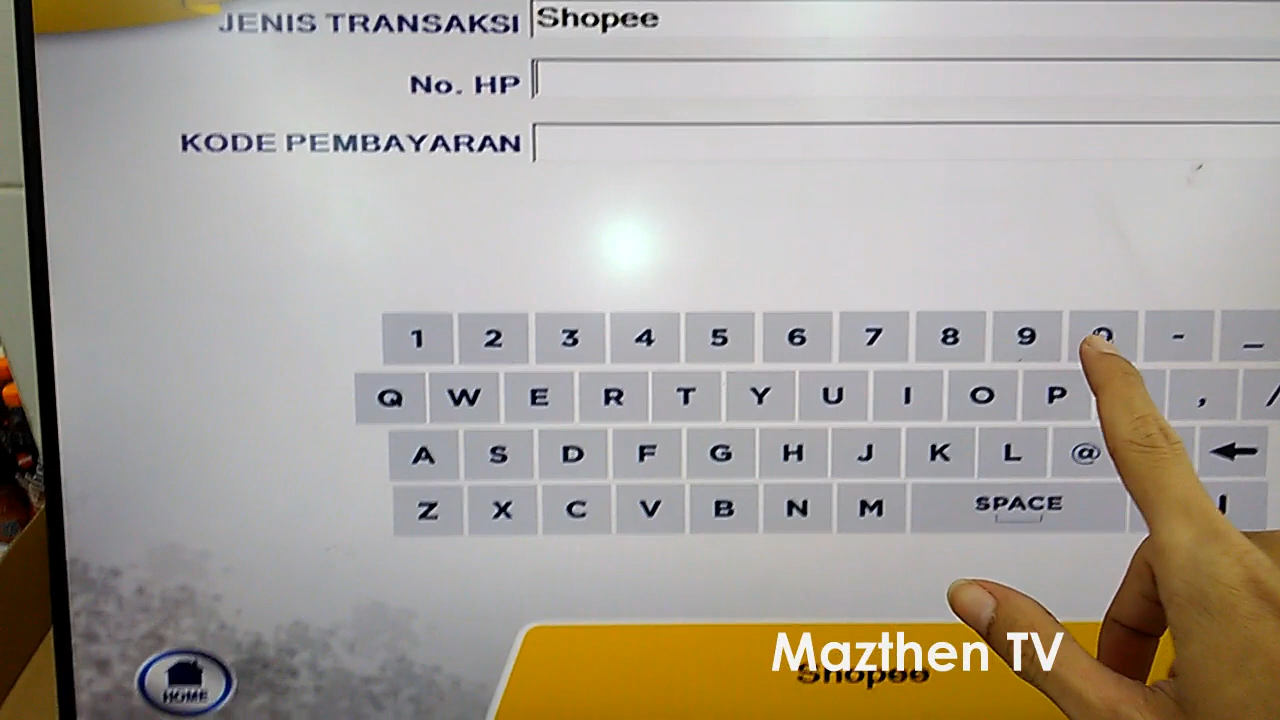 JENIS TRANSAKSI Shopee
No. HP
KODE PEMBAYARAN
1 2 3 4 5 6 7 8 9 0 - _
Q W E R T Y U I O P , /
A S D F G H J K L @
Z X C V B N M SPACE
HOME
Mazthen TV
Shopee